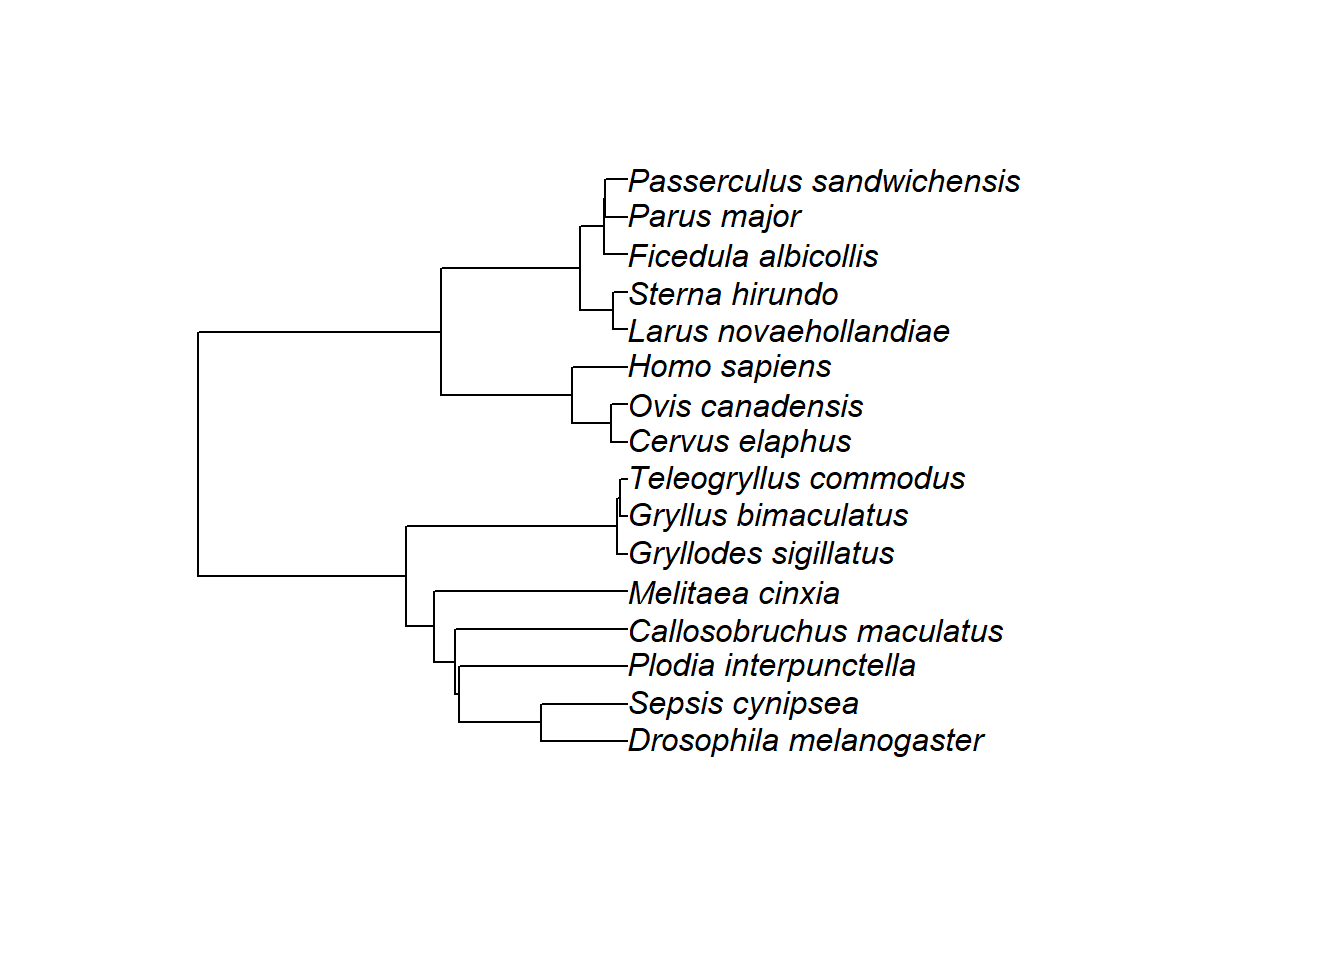 Passerculus sandwichensis
Parus major
Ficedula albicollis
Sterna hirundo
Larus novaehollandiae
Homo sapiens
Ovis canadensis
Cervus elaphus
Teleogryllus commodus
Gryllus bimaculatus
Gryllodes sigillatus
Melitaea cinxia
Callosobruchus maculatus
Plodia interpunctella
Sepsis cynipsea
Drosophila melanogaster